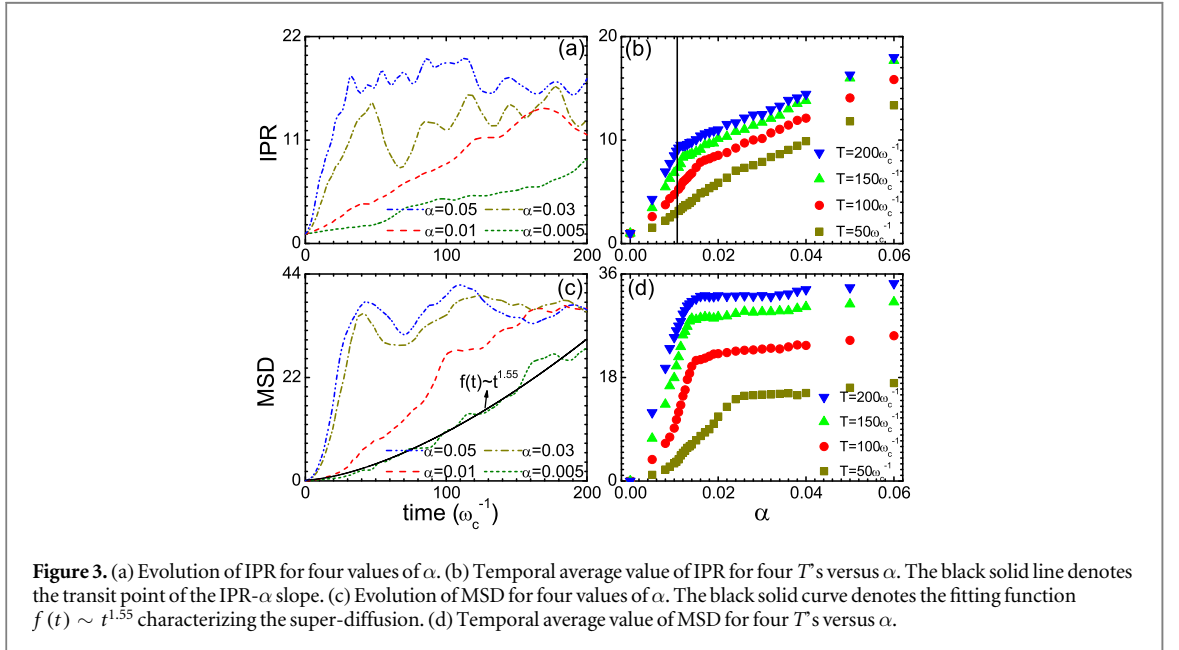 22
(a)
IPR
11
0
0
100
200
α=0.05
α=0.03
α=0.01
α=0.005
20
(b)
10
0
0.00
0.02
0.04
0.06
T=200ω_c^-1
T=150ω_c^-1
T=100ω_c^-1
T=50ω_c^-1
44
(c)
MSD
22
0
f(t)~t^1.55
α=0.05
α=0.03
α=0.01
α=0.005
0
100
200
time (ω_c^-1)
36
(d)
18
0
T=200ω_c^-1
T=150ω_c^-1
T=100ω_c^-1
T=50ω_c^-1
0.00
0.02
0.04
0.06
α
Figure 3. (a) Evolution of IPR for four values of α. (b) Temporal average value of IPR for four T's versus α. The black solid line denotes
the transit point of the IPR-α slope. (c) Evolution of MSD for four values of α. The black solid curve denotes the fitting function
f (t) ~ t^1.55 characterizing the super-diffusion. (d) Temporal average value of MSD for four T's versus α.